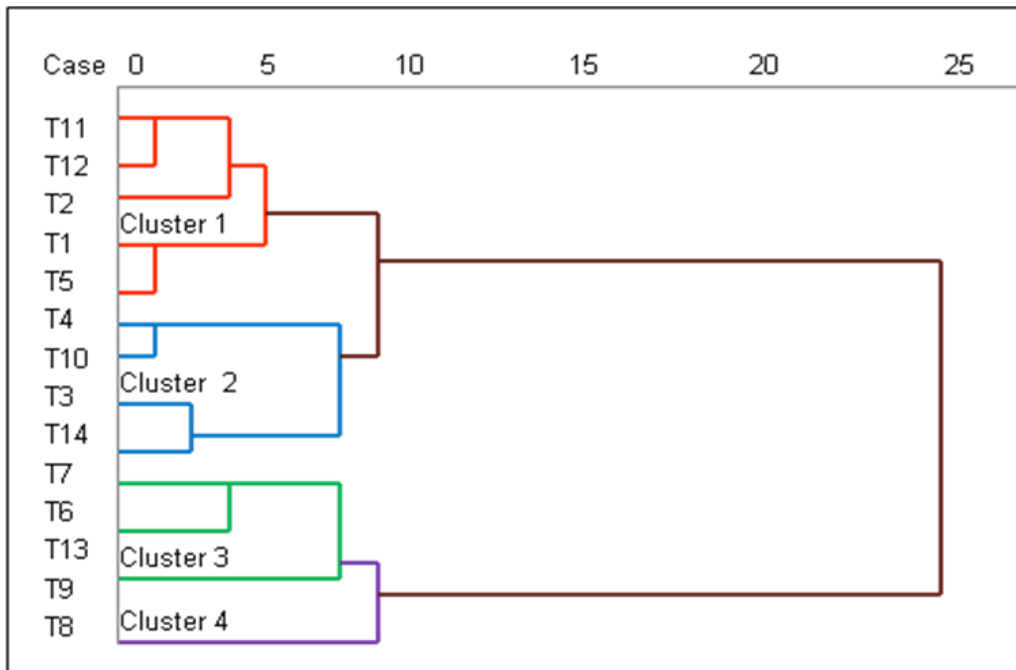 Case 0 5 10 15 20 25
T11
T12
T2
Cluster 1
T1
T5
T4
T10
Cluster 2
T3
T14
T7
T6
T13
Cluster 3
T9
Cluster 4
T8